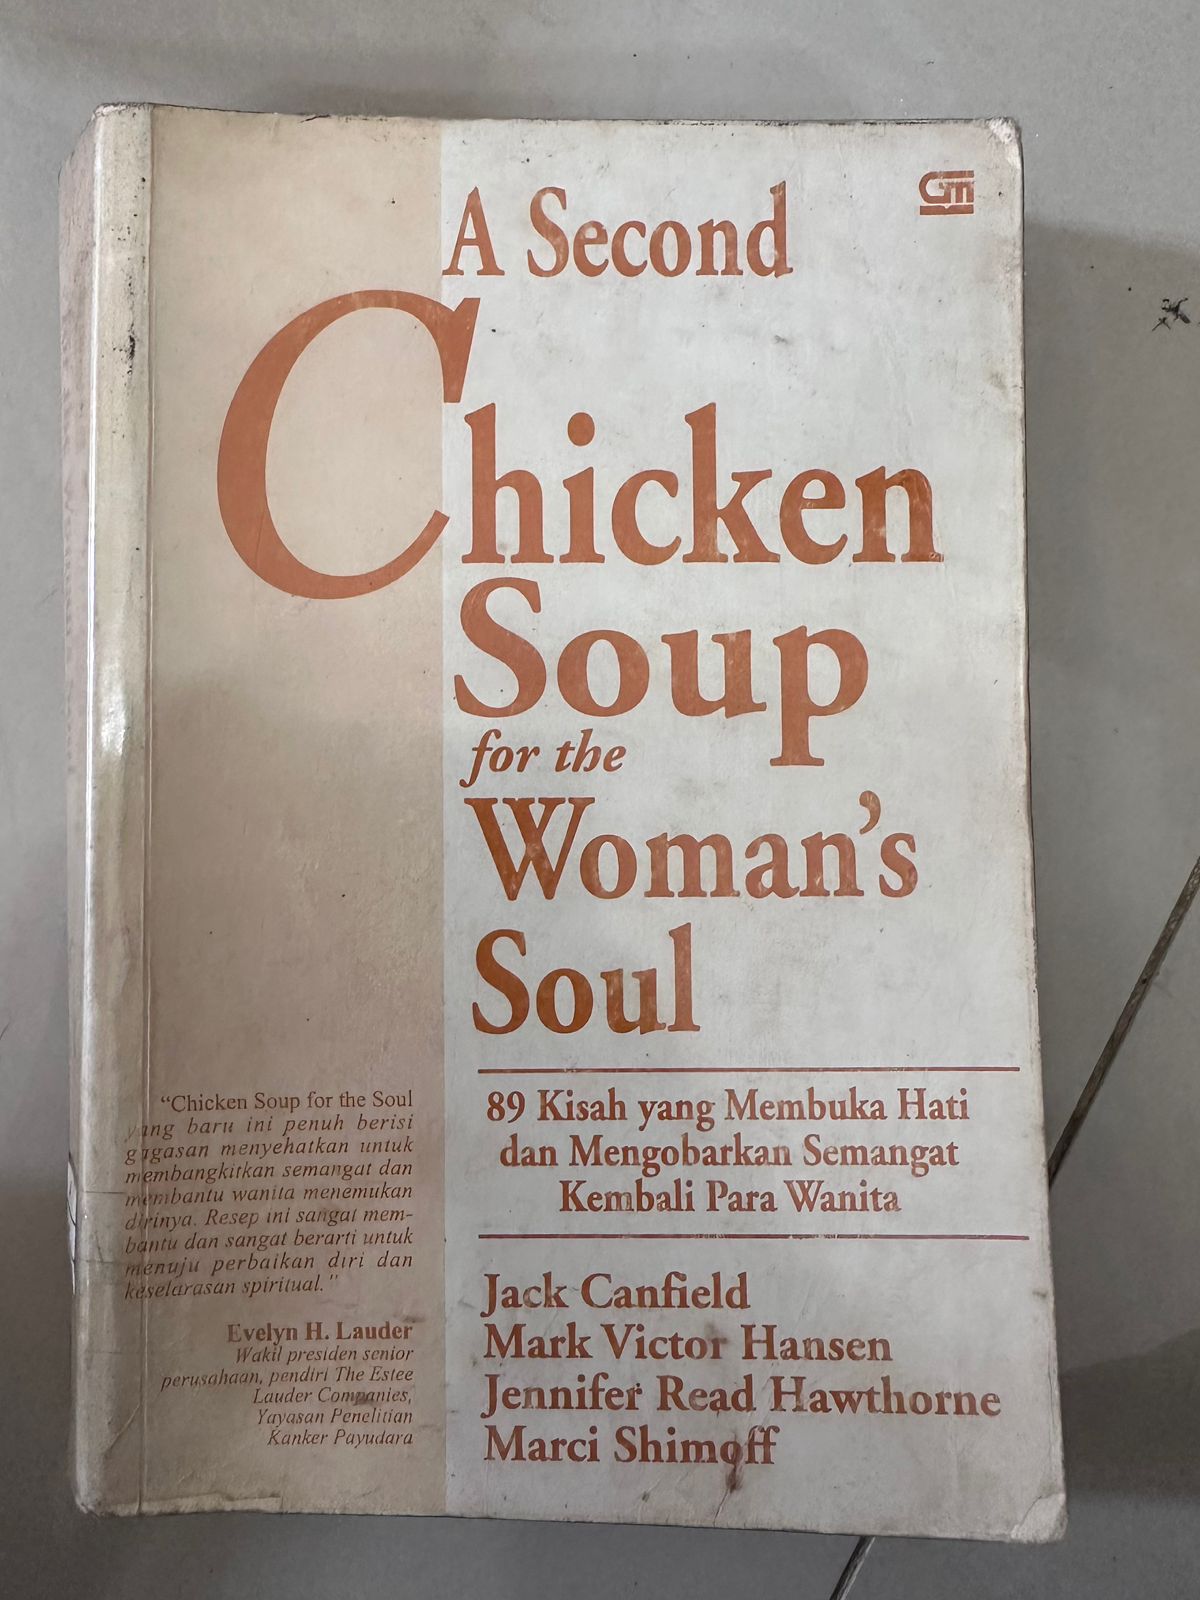 GM
A Second
Chicken
Soup
for the
Woman's
Soul
89 Kisah yang Membuka Hati
dan Mengobarkan Semangat
Kembali Para Wanita
Jack Canfield
Mark Victor Hansen
Jennifer Read Hawthorne
Marci Shimoff
"Chicken Soup for the Soul
yang baru ini penuh berisi
gagasan menyehatkan untuk
membangkitkan semangat dan
membantu wanita menemukan
dirinya. Resep ini sangat mem-
bantu dan sangat berarti untuk
menuju perbaikan diri dan
keselarasan spiritual."
Evelyn H. Lauder
Wakil presiden senior
perusahaan, pendiri The Estee
Lauder Companies,
Yayasan Penelitian
Kanker Payudara